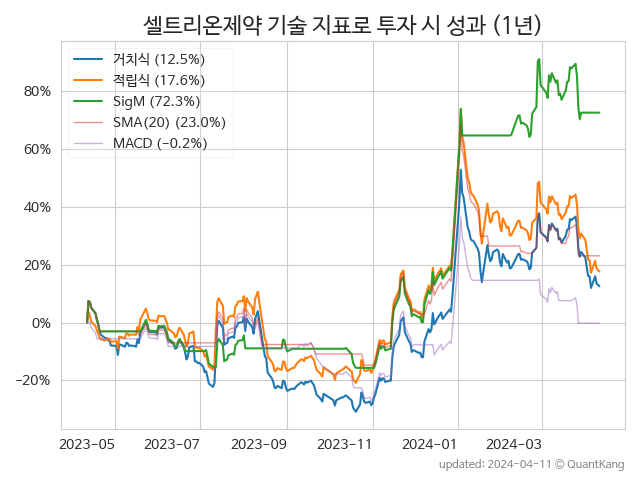 셀트리온제약 기술 지표로 투자 시 성과 (1년)
거치식 (12.5%)
적립식 (17.6%)
SigM (72.3%)
SMA(20) (23.0%)
MACD (−0.2%)
80%
60%
40%
20%
0%
−20%
2023-05 2023-07 2023-09 2023-11 2024-01 2024-03
updated: 2024-04-11 © QuantKang